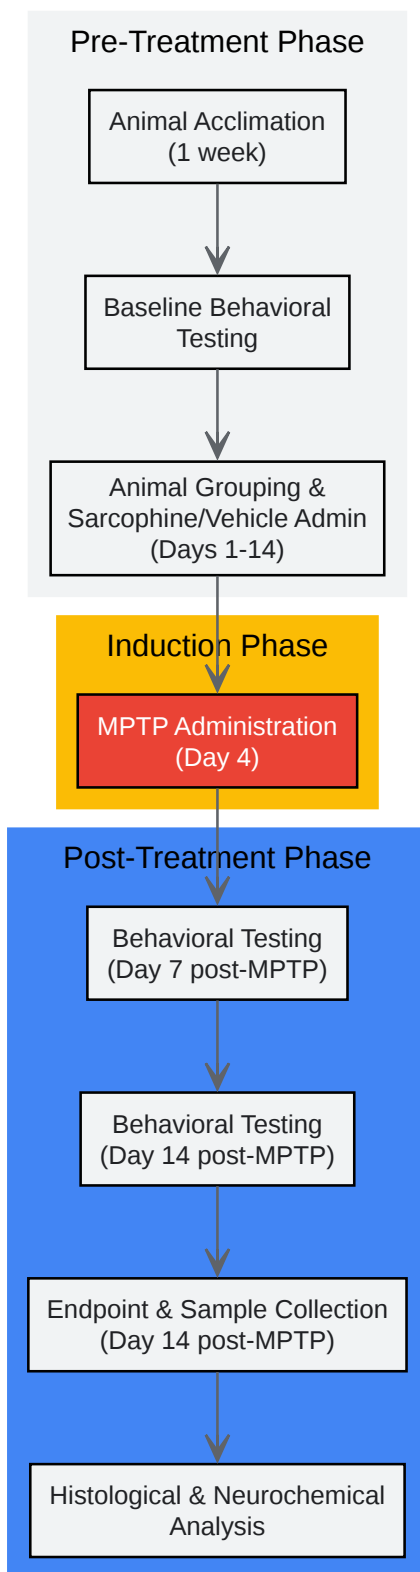 Pre-Treatment Phase
Animal Acclimation
(1 week)
Baseline Behavioral
Testing
Animal Grouping &
Sarcophine/Vehicle Admin
(Days 1-14)
Induction Phase
MPTP Administration
(Day 4)
Post-Treatment Phase
Behavioral Testing
(Day 7 post-MPTP)
Behavioral Testing
(Day 14 post-MPTP)
Endpoint & Sample Collection
(Day 14 post-MPTP)
Histological & Neurochemical
Analysis